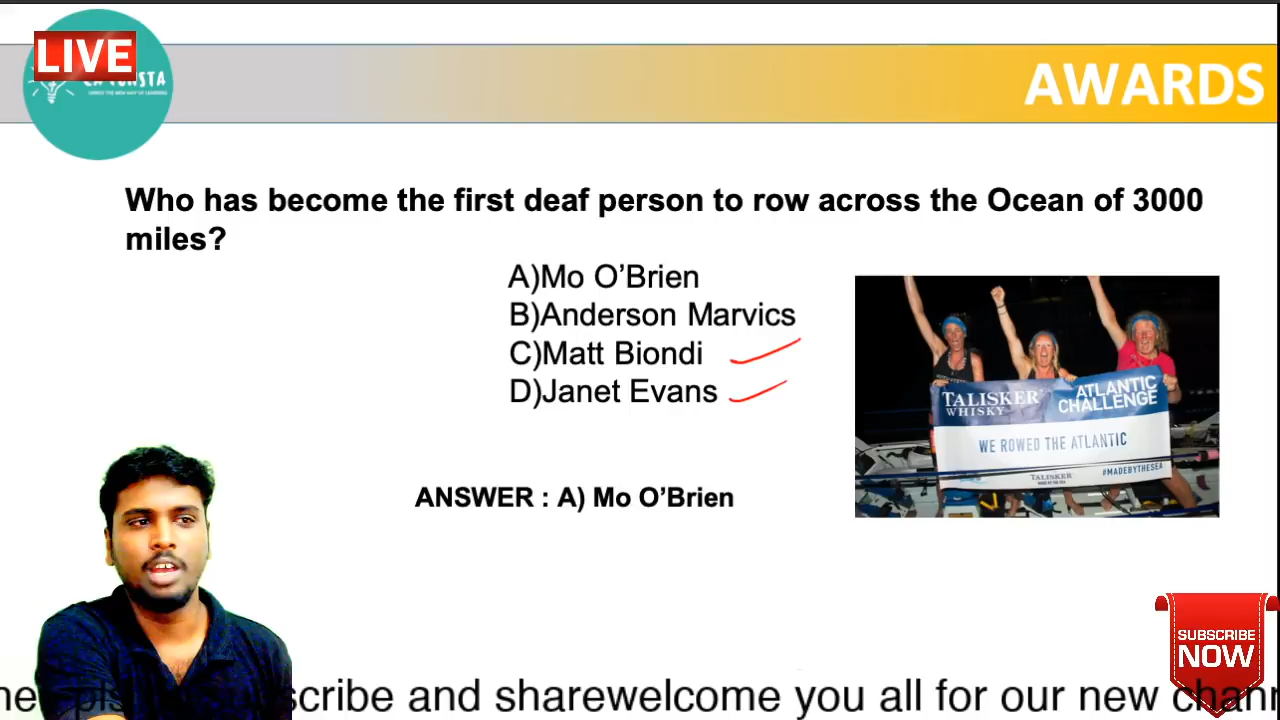 LIVE
AWARDS
Who has become the first deaf person to row across the Ocean of 3000
miles?
A)Mo O’Brien
B)Anderson Marvics
C)Matt Biondi
D)Janet Evans
ANSWER : A) Mo O’Brien
TALISKER
WHISKY
ATLANTIC
CHALLENGE
WE ROWED THE ATLANTIC
TALISKER
#MADEBYTHESEA
SUBSCRIBE
NOW
scribe and sharewelcome you all for our new chann